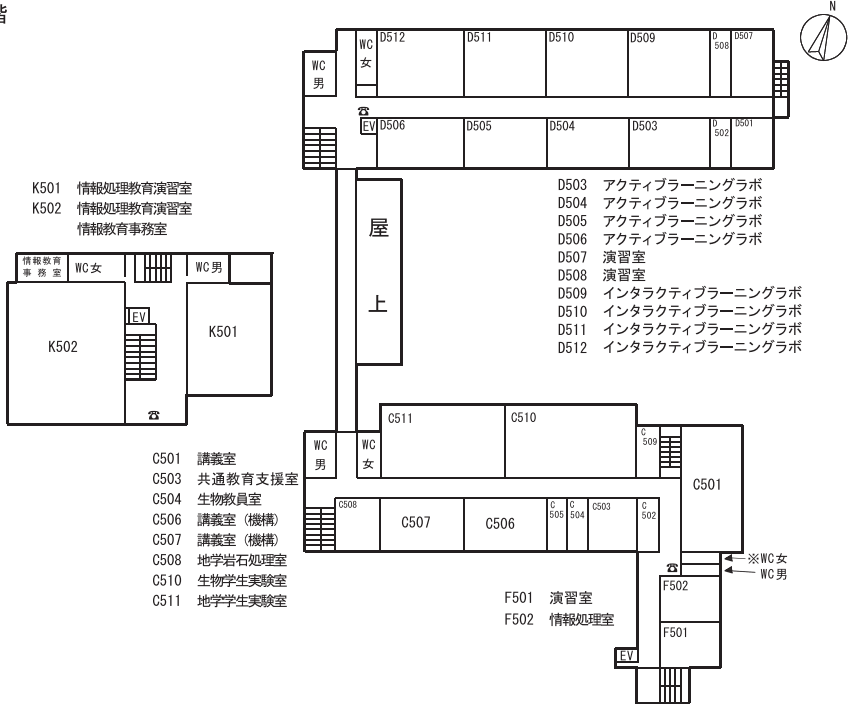 階
N
WC
男
WC
女
D512
D511
D510
D509
D
508
D507
EV
D506
D505
D504
D503
D
502
D501
屋
上
K501 情報処理教育演習室
K502 情報処理教育演習室
情報教育事務室
D503 アクティブラーニングラボ
D504 アクティブラーニングラボ
D505 アクティブラーニングラボ
D506 アクティブラーニングラボ
D507 演習室
D508 演習室
D509 インタラクティブラーニングラボ
D510 インタラクティブラーニングラボ
D511 インタラクティブラーニングラボ
D512 インタラクティブラーニングラボ
情報教育
事務室
WC女
WC男
EV
K502
K501
C501 講義室
C503 共通教育支援室
C504 生物教員室
C506 講義室（機構）
C507 講義室（機構）
C508 地学岩石処理室
C510 生物学生実験室
C511 地学学生実験室
WC
男
WC
女
C511
C510
C
509
C501
C508
C507
C506
C
505
C
504
C503
C
502
※WC女
WC男
F502
F501
EV
F501 演習室
F502 情報処理室